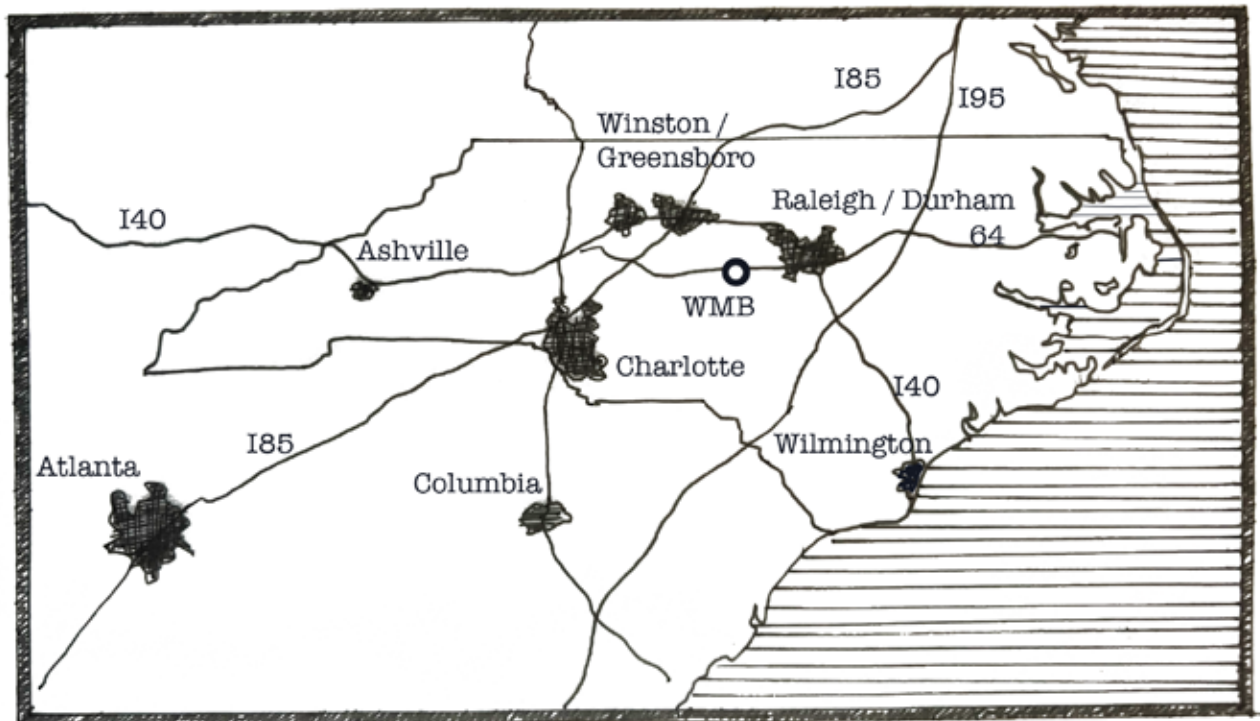 I85
I95
Winston /
Greensboro
Raleigh / Durham
I40
64
Ashville
WMB
Charlotte
I40
I85
Wilmington
Atlanta
Columbia